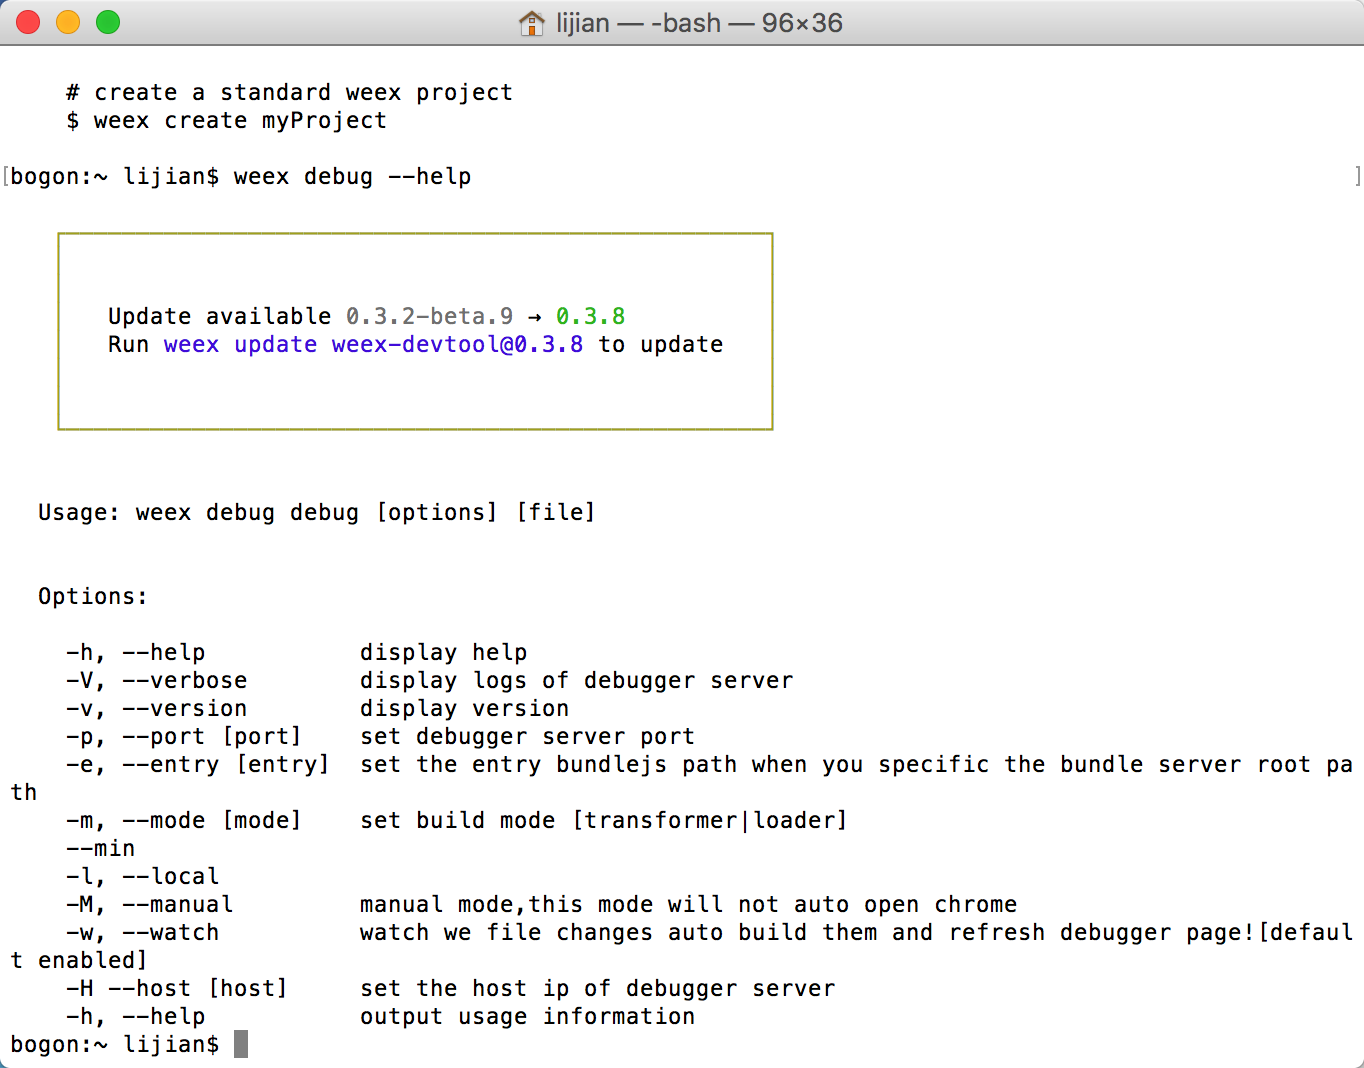 lijian — -bash — 96×36
# create a standard weex project
$ weex create myProject
[bogon:~ lijian$ weex debug --help ]
Update available 0.3.2-beta.9 → 0.3.8
Run weex update weex-devtool@0.3.8 to update
Usage: weex debug debug [options] [file]
Options:
-h, --help display help
-V, --verbose display logs of debugger server
-v, --version display version
-p, --port [port] set debugger server port
-e, --entry [entry] set the entry bundlejs path when you specific the bundle server root pa
th
-m, --mode [mode] set build mode [transformer|loader]
--min
-l, --local
-M, --manual manual mode,this mode will not auto open chrome
-w, --watch watch we file changes auto build them and refresh debugger page![defaul
t enabled]
-H --host [host] set the host ip of debugger server
-h, --help output usage information
bogon:~ lijian$